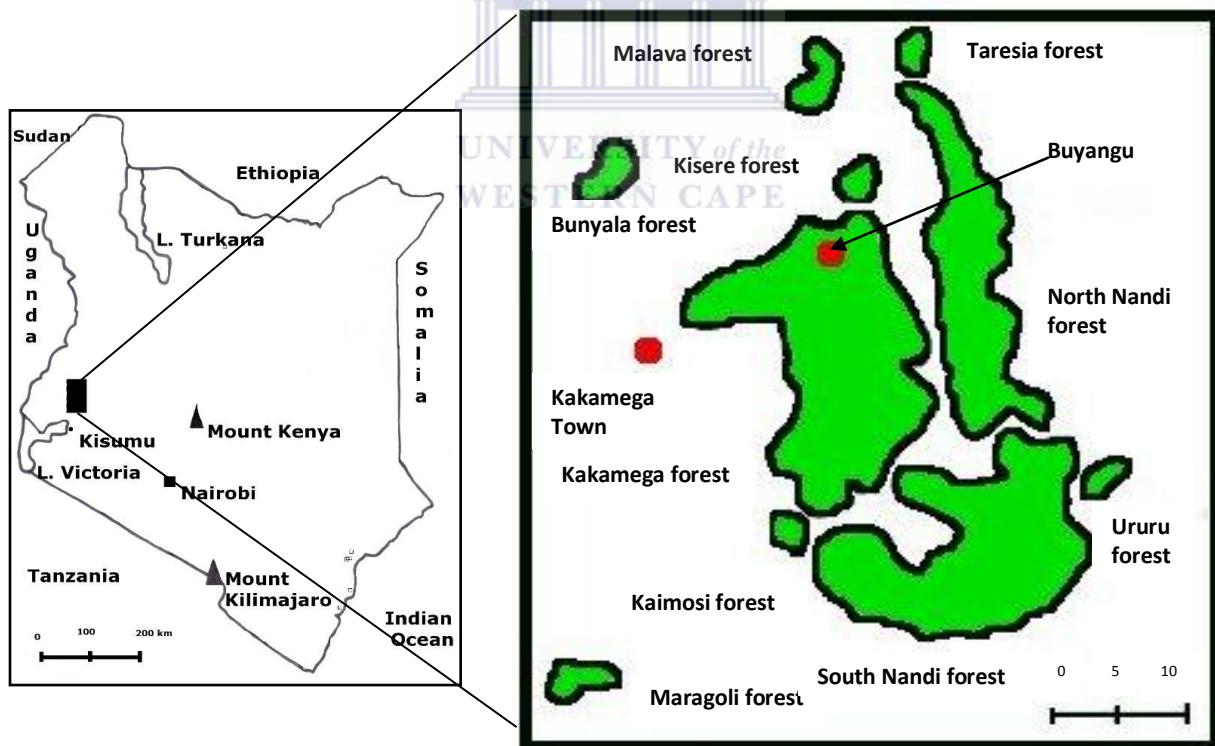 Sudan
Ethiopia
Uganda
L. Turkana
Somalia
Mount Kenya
Kisumu
L. Victoria
Nairobi
Tanzania
Mount
Kilimajaro
Indian
Ocean
0 100 200 km
UNIVERSITY of the
WESTERN CAPE
Malava forest
Taresia forest
Buyangu
Kisere forest
Bunyala forest
North Nandi
forest
Kakamega
Town
Kakamega forest
Ururu
forest
Kaimosi forest
South Nandi forest
Maragoli forest
0 5 10